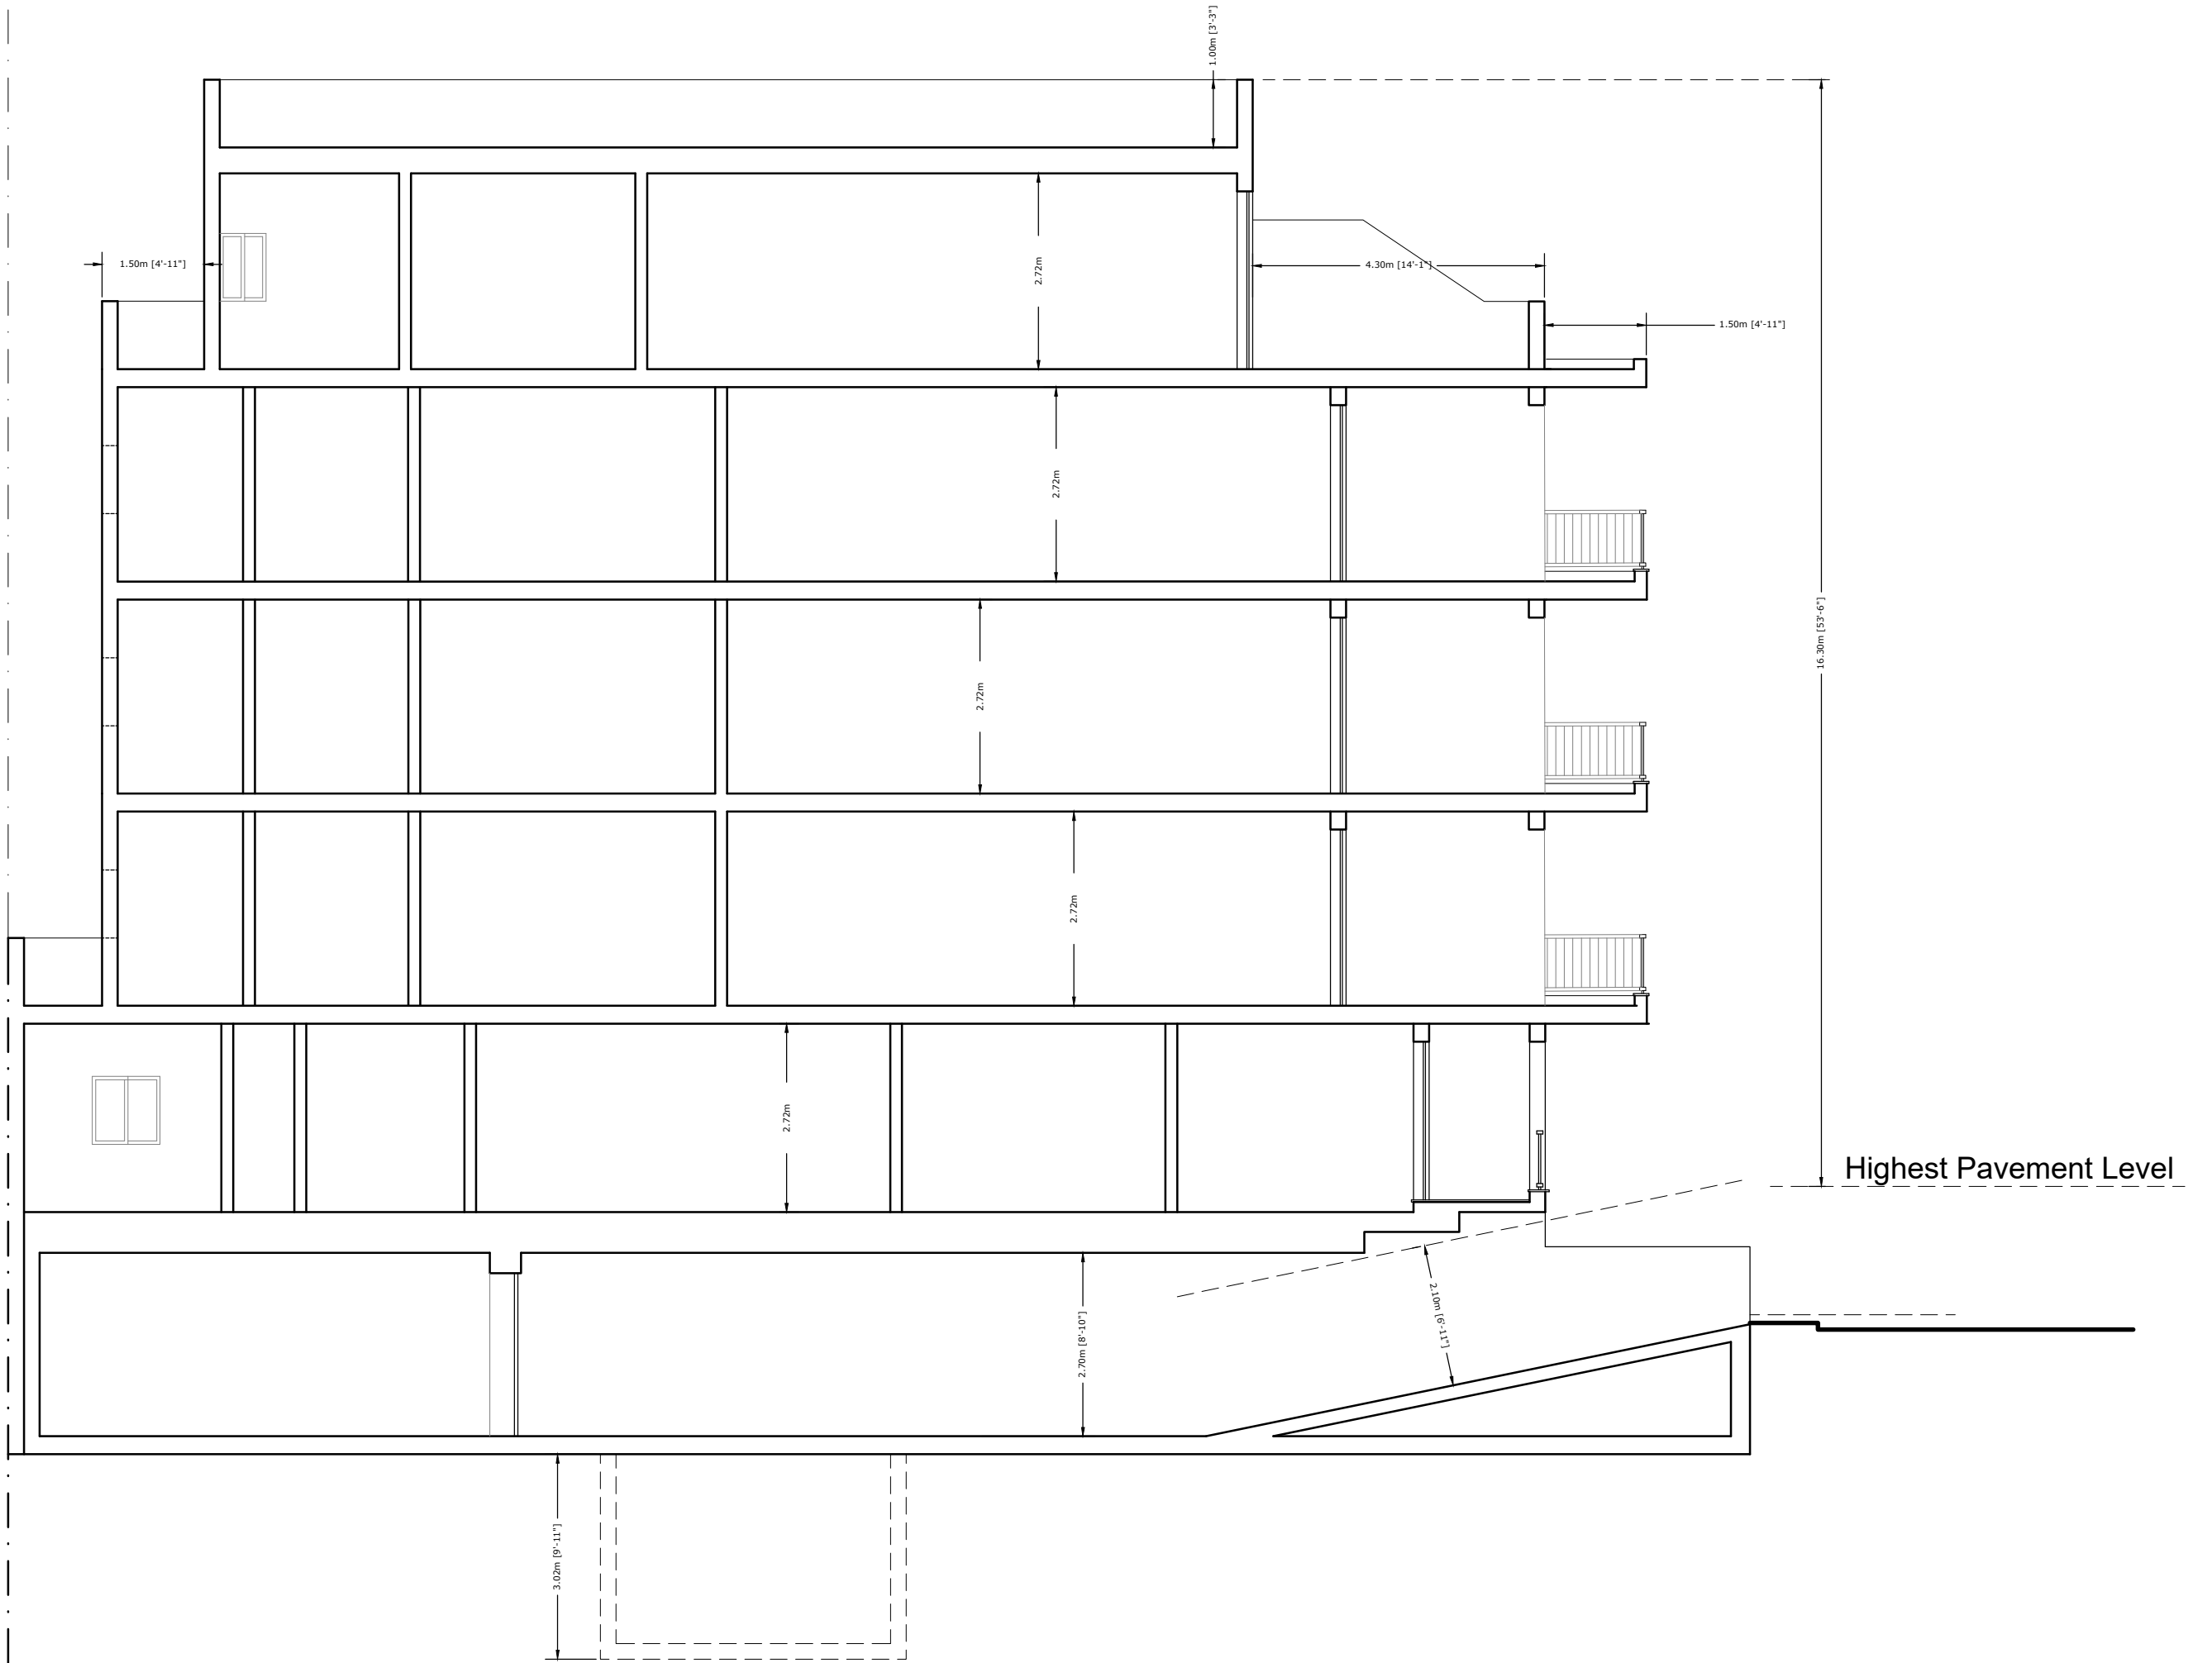 1.00m [3'-3"]
1.50m [4'-11"]
2.72m
4.30m [14'-1"]
1.50m [4'-11"]
2.72m
16.30m [53'-6"]
2.72m
2.72m
2.72m
Highest Pavement Level
2.10m [6'-11"]
2.70m [8'-10"]
3.02m [9'-11"]